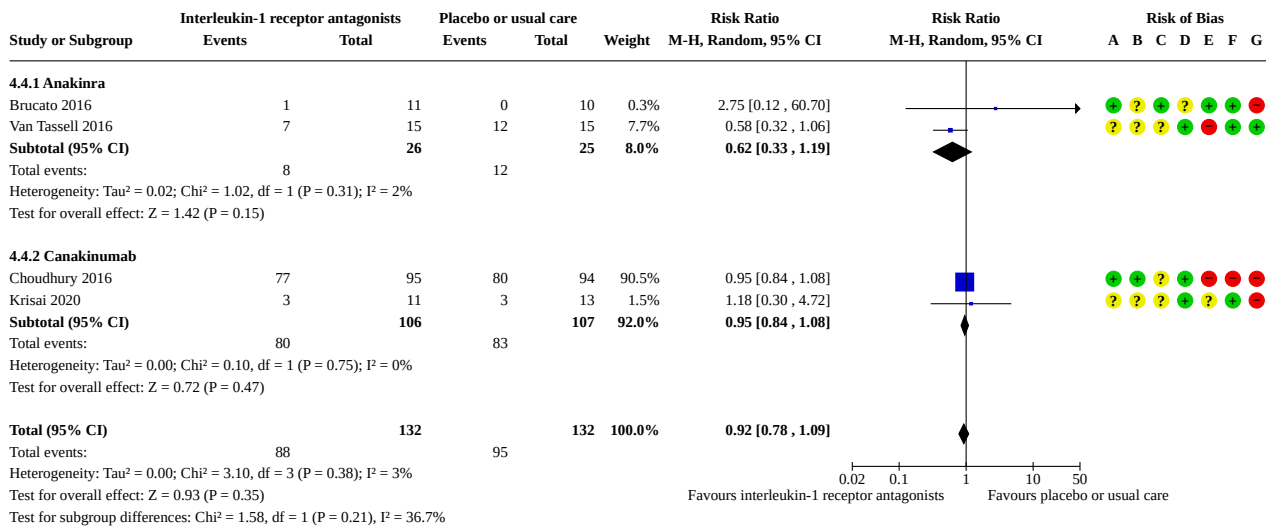 Interleukin-1 receptor antagonists Placebo or usual care Risk Ratio Risk Ratio Risk of Bias
Study or Subgroup Events Total Events Total Weight M-H, Random, 95% CI M-H, Random, 95% CI A B C D E F G
4.4.1 Anakinra
Brucato 2016 1 11 0 10 0.3% 2.75 [0.12 , 60.70] + ? + ? + + −
Van Tassell 2016 7 15 12 15 7.7% 0.58 [0.32 , 1.06] ? ? ? + − + +
Subtotal (95% CI) 26 25 8.0% 0.62 [0.33 , 1.19]
Total events: 8 12
Heterogeneity: Tau² = 0.02; Chi² = 1.02, df = 1 (P = 0.31); I² = 2%
Test for overall effect: Z = 1.42 (P = 0.15)
4.4.2 Canakinumab
Choudhury 2016 77 95 80 94 90.5% 0.95 [0.84 , 1.08] + + ? + − − −
Krisai 2020 3 11 3 13 1.5% 1.18 [0.30 , 4.72] ? ? ? + ? + −
Subtotal (95% CI) 106 107 92.0% 0.95 [0.84 , 1.08]
Total events: 80 83
Heterogeneity: Tau² = 0.00; Chi² = 0.10, df = 1 (P = 0.75); I² = 0%
Test for overall effect: Z = 0.72 (P = 0.47)
Total (95% CI) 132 132 100.0% 0.92 [0.78 , 1.09]
Total events: 88 95
Heterogeneity: Tau² = 0.00; Chi² = 3.10, df = 3 (P = 0.38); I² = 3%
0.02 0.1 1 10 50
Test for overall effect: Z = 0.93 (P = 0.35) Favours interleukin-1 receptor antagonists Favours placebo or usual care
Test for subgroup differences: Chi² = 1.58, df = 1 (P = 0.21), I² = 36.7%